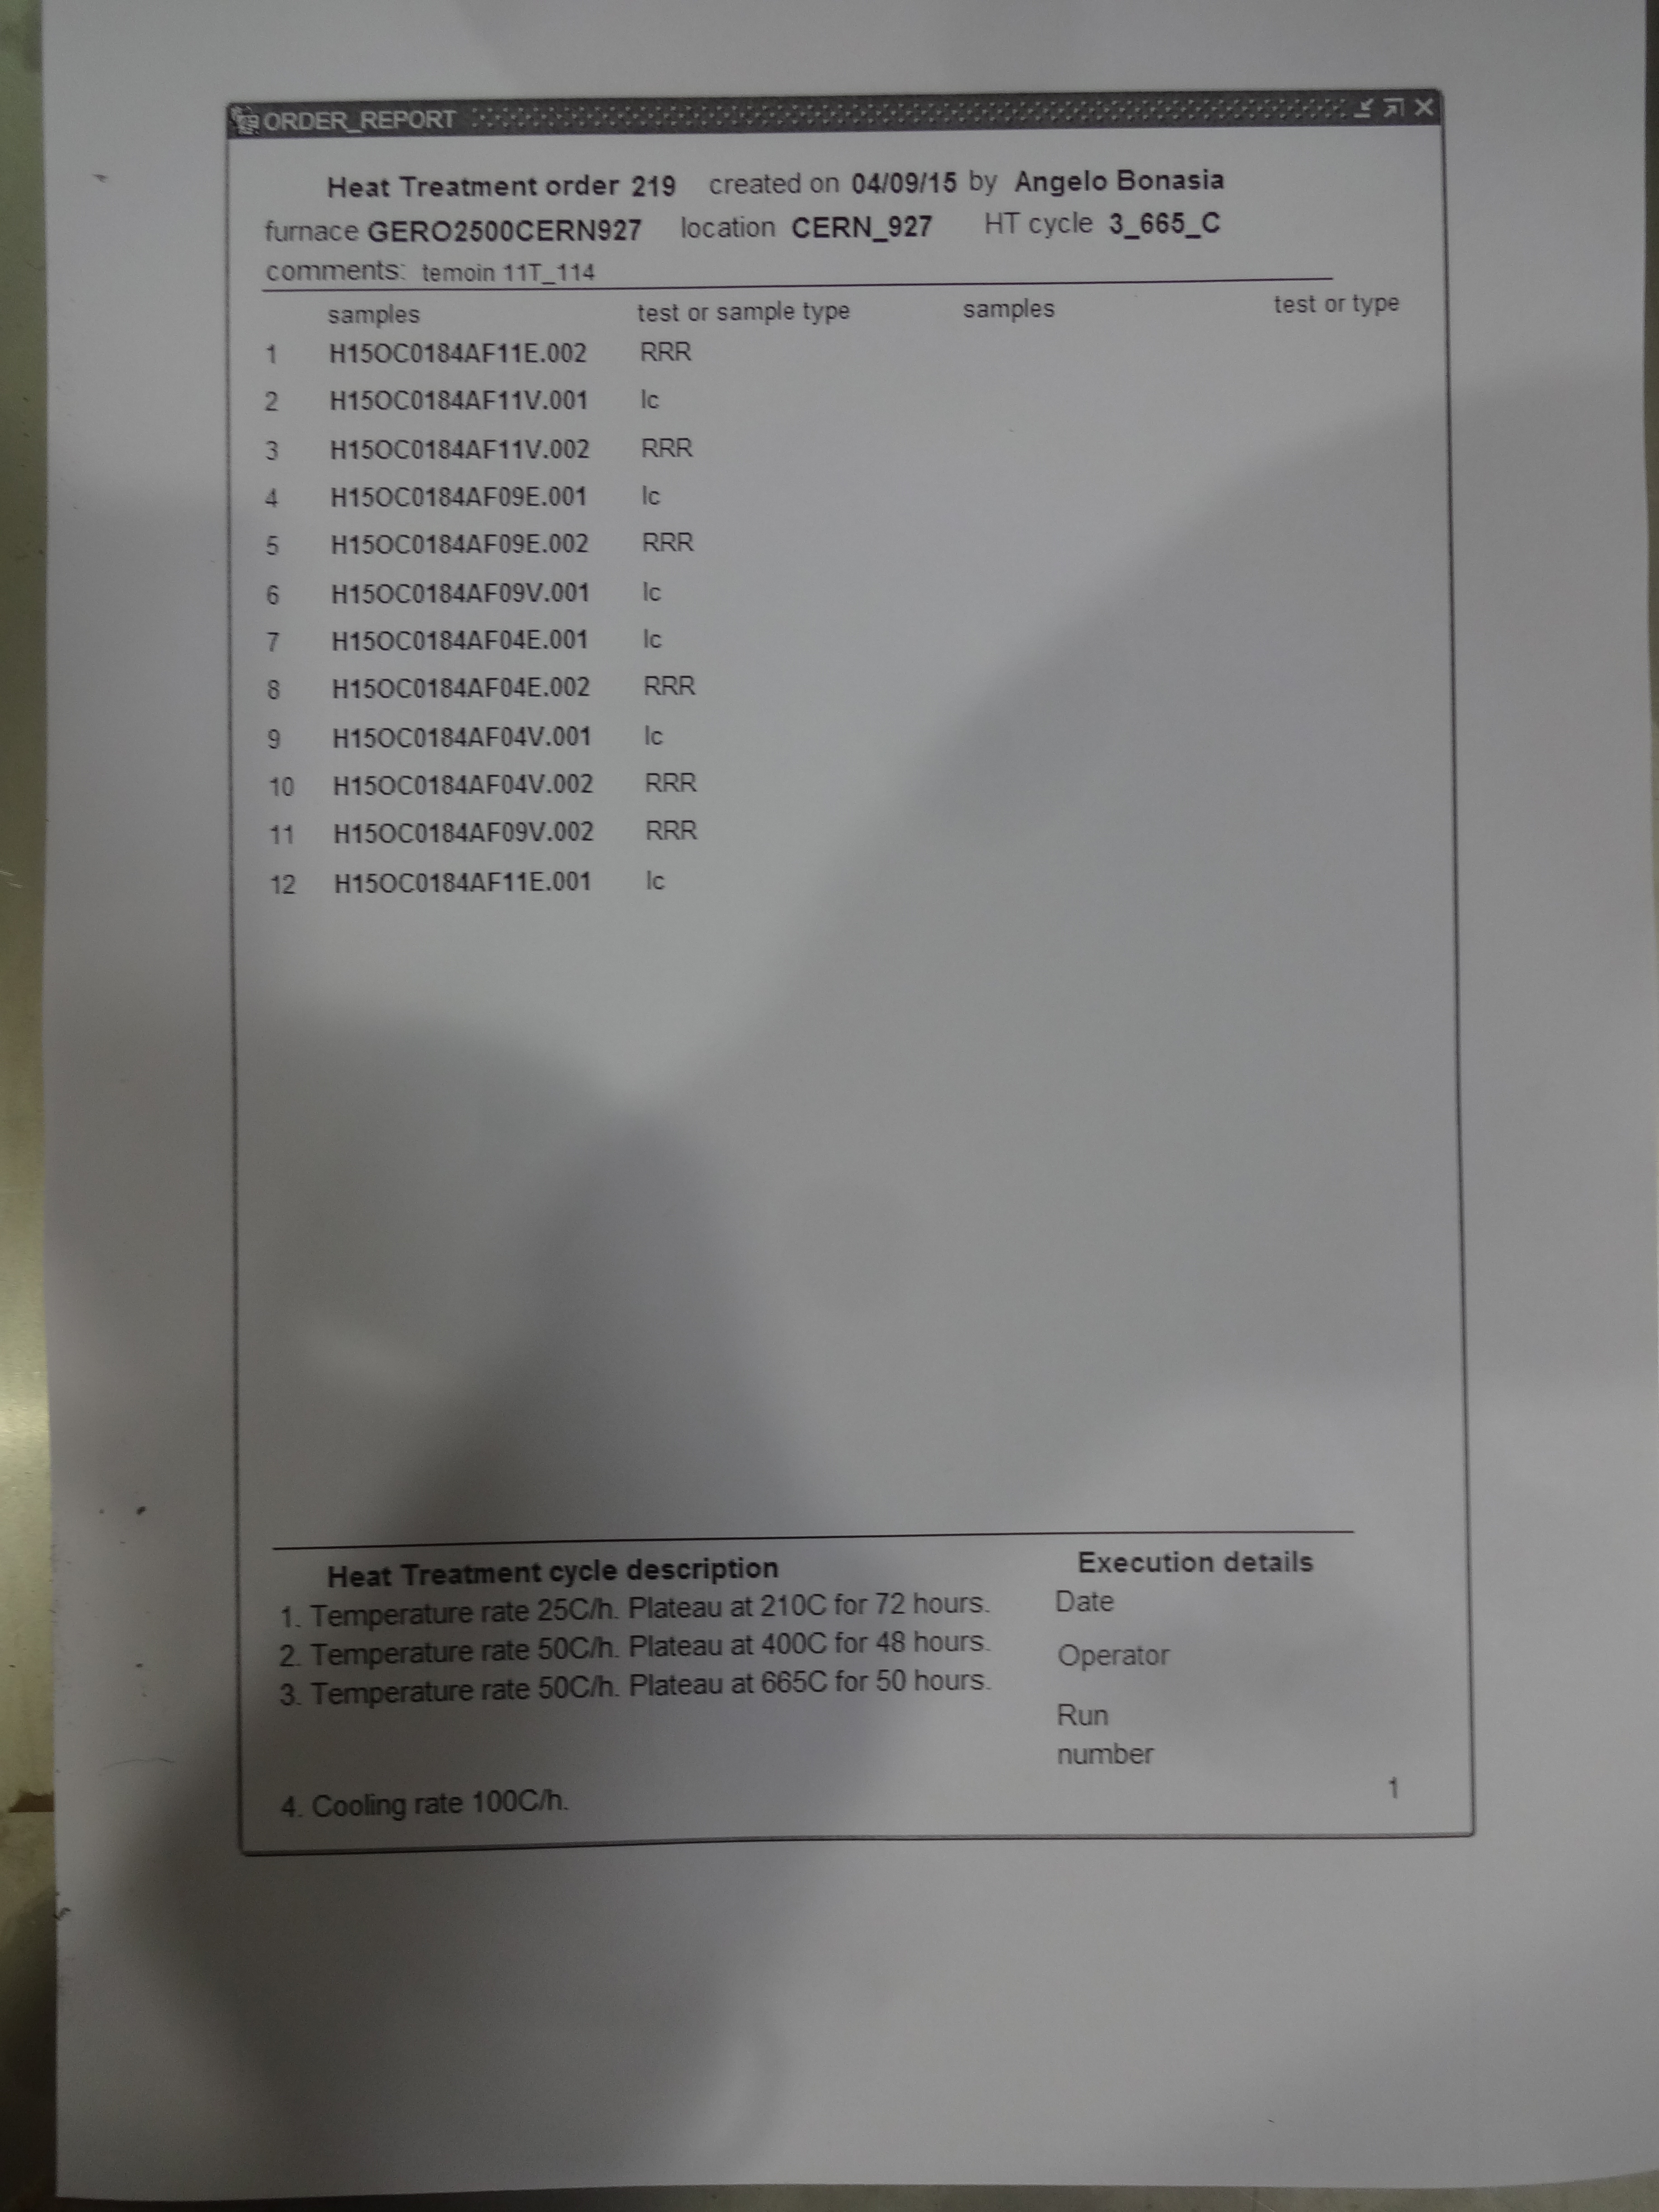 ORDER_REPORT
Heat Treatment order 219 created on 04/09/15 by Angelo Bonasia
furnace GERO2500CERN927 location CERN_927 HT cycle 3_665_C
comments: temoin 11T_114
samples test or sample type samples test or type
1 H15OC0184AF11E.002 RRR
2 H15OC0184AF11V.001 Ic
3 H15OC0184AF11V.002 RRR
4 H15OC0184AF09E.001 Ic
5 H15OC0184AF09E.002 RRR
6 H15OC0184AF09V.001 Ic
7 H15OC0184AF04E.001 Ic
8 H15OC0184AF04E.002 RRR
9 H15OC0184AF04V.001 Ic
10 H15OC0184AF04V.002 RRR
11 H15OC0184AF09V.002 RRR
12 H15OC0184AF11E.001 Ic
Heat Treatment cycle description
1. Temperature rate 25C/h. Plateau at 210C for 72 hours.
2. Temperature rate 50C/h. Plateau at 400C for 48 hours.
3. Temperature rate 50C/h. Plateau at 665C for 50 hours.
4. Cooling rate 100C/h.
Execution details
Date
Operator
Run
number
1